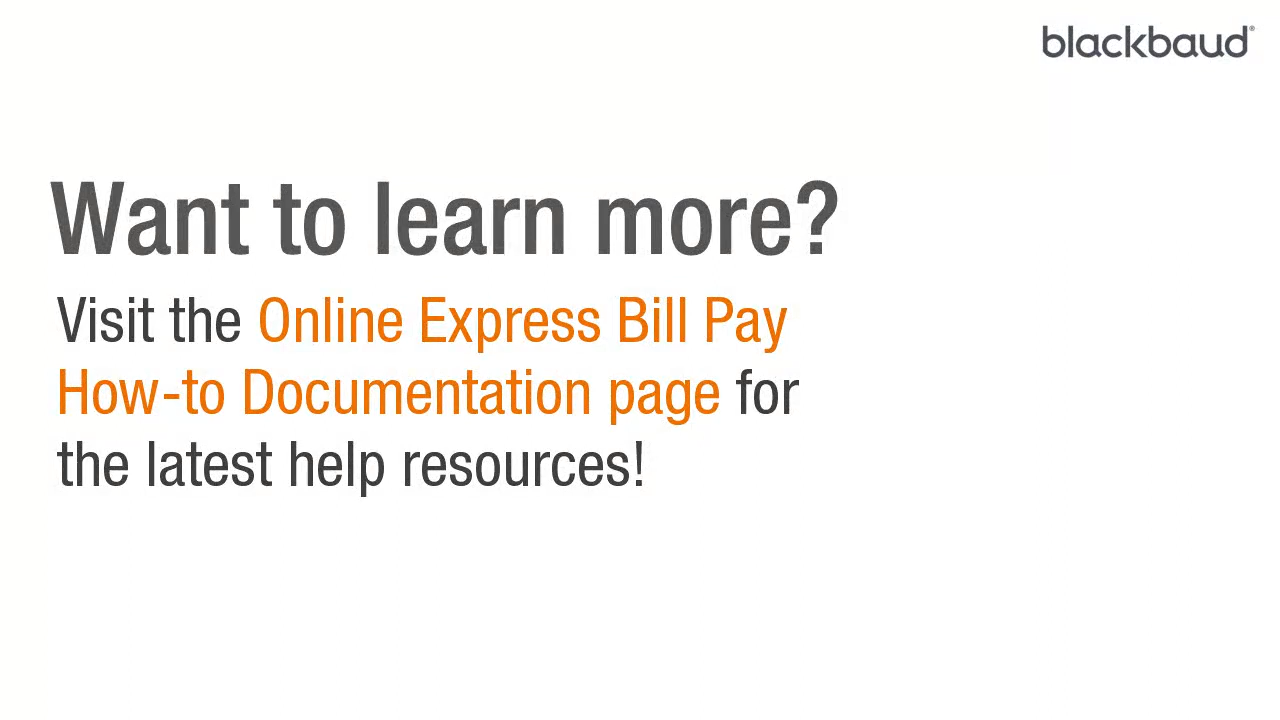 blackbaud®
Want to learn more?
Visit the Online Express Bill Pay
How-to Documentation page for
the latest help resources!